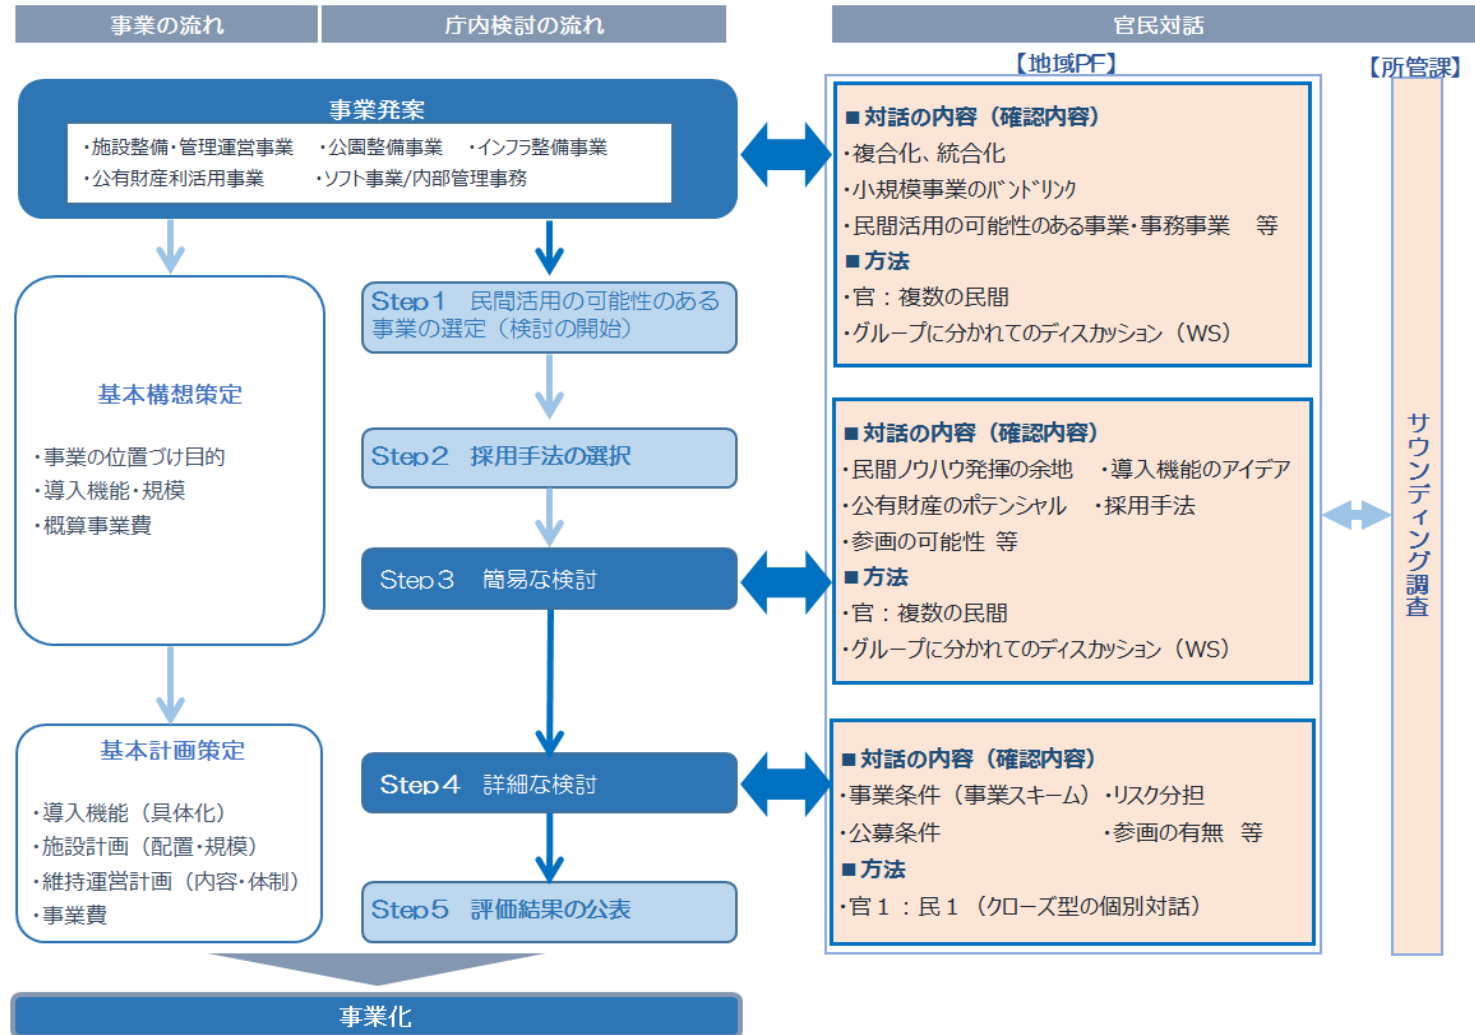 事業の流れ
庁内検討の流れ
官民対話
【地域PF】
【所管課】
事業発案
・施設整備・管理運営事業　・公園整備事業　・インフラ整備事業
・公有財産利活用事業　・ソフト事業/内部管理事務
基本構想策定
・事業の位置づけ目的
・導入機能・規模
・概算事業費
基本計画策定
・導入機能（具体化）
・施設計画（配置・規模）
・維持運営計画（内容・体制）
・事業費
Step1　民間活用の可能性のある
事業の選定（検討の開始）
Step2　採用手法の選択
Step3　簡易な検討
Step4　詳細な検討
Step5　評価結果の公表
事業化
■対話の内容（確認内容）
・複合化、統合化
・小規模事業のバンドリンク
・民間活用の可能性のある事業・事務事業　等
■方法
・官：複数の民間
・グループに分かれてのディスカッション（WS）
■対話の内容（確認内容）
・民間ノウハウ発揮の余地　・導入機能のアイデア
・公有財産のポテンシャル　・採用手法
・参画の可能性 等
■方法
・官：複数の民間
・グループに分かれてのディスカッション（WS）
■対話の内容（確認内容）
・事業条件（事業スキーム）・リスク分担
・公募条件　・参画の有無　等
■方法
・官１：民１（クローズ型の個別対話）
サウンディング調査